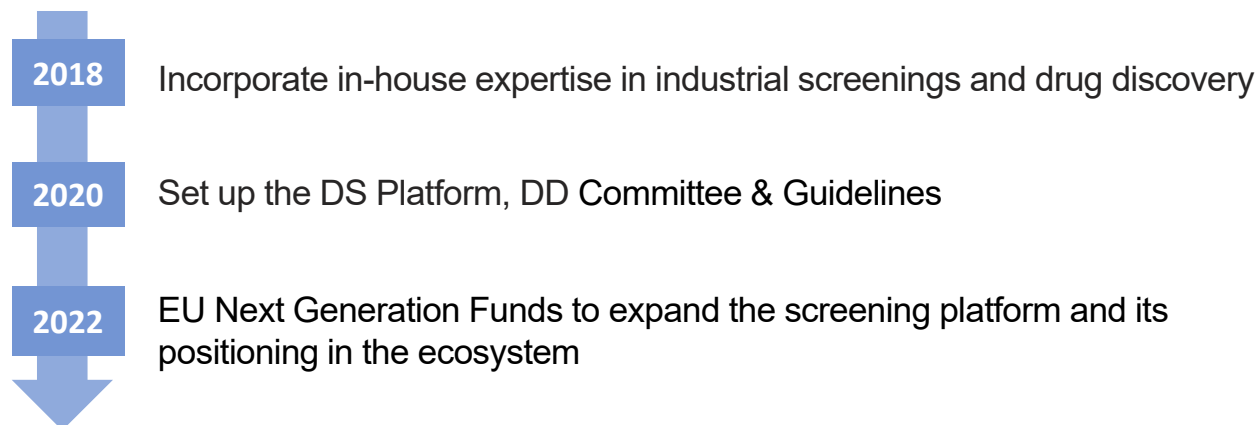 2018
Incorporate in-house expertise in industrial screenings and drug discovery
2020
Set up the DS Platform, DD Committee & Guidelines
2022
EU Next Generation Funds to expand the screening platform and its
positioning in the ecosystem